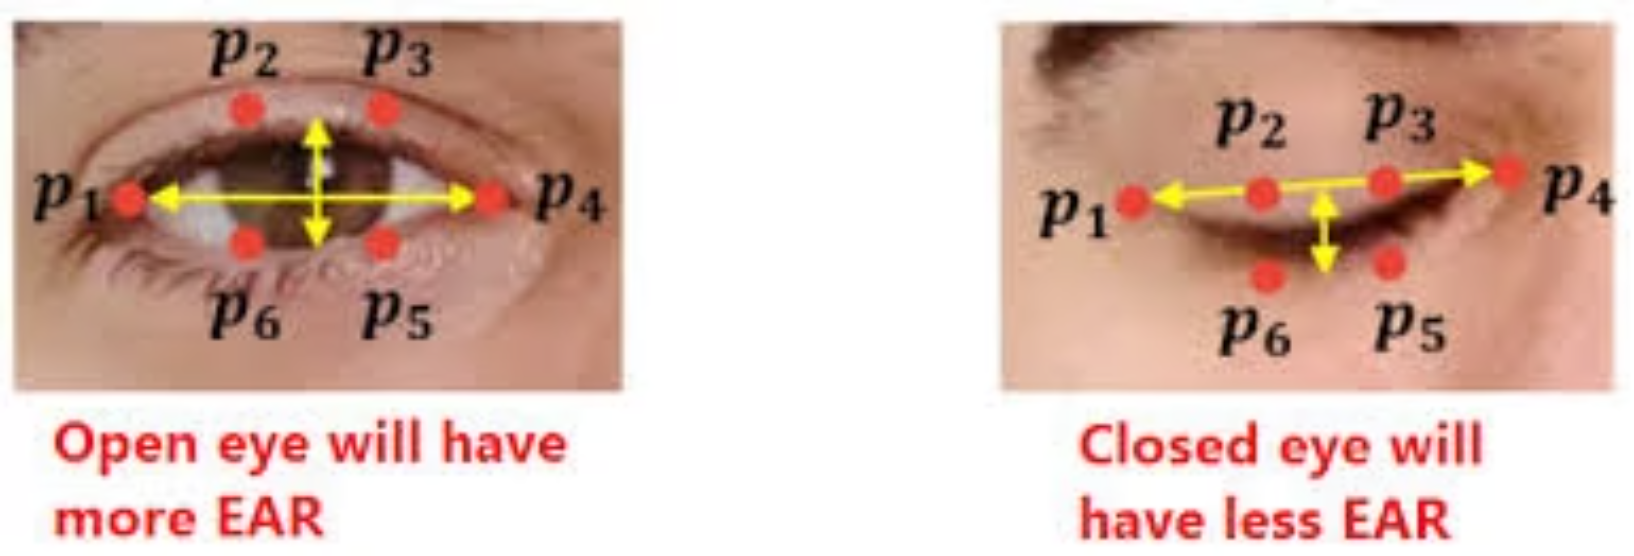 p2 p3
p1 p4
p6 p5
p2 p3
p1 p4
p6 p5
Open eye will have
more EAR
Closed eye will
have less EAR